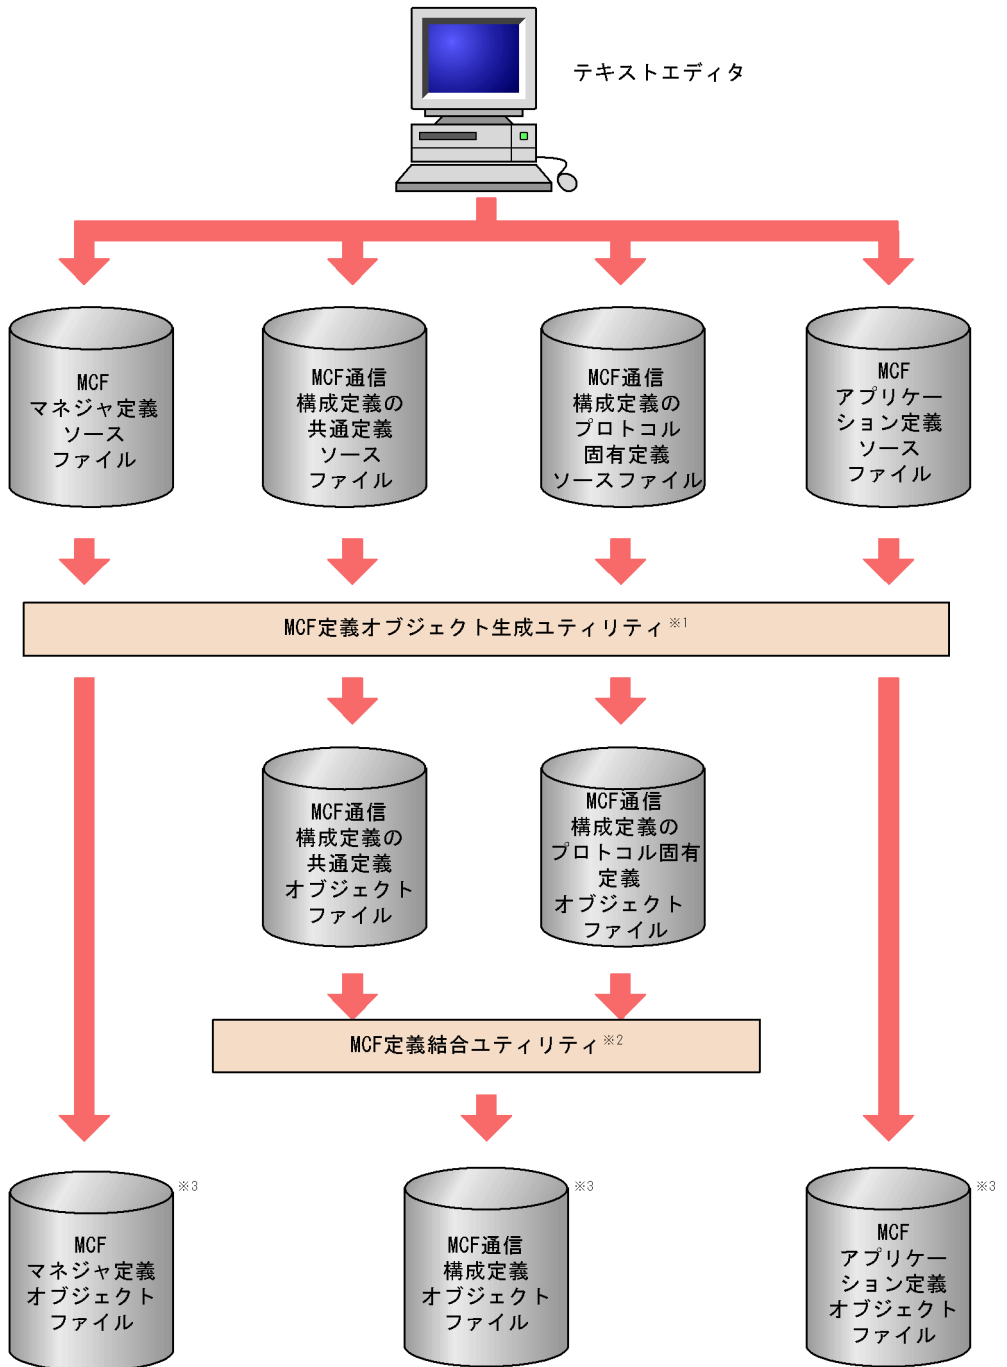 テキストエディタ
MCF
マネジャ定義
ソース
ファイル
MCF通信
構成定義の
共通定義
ソース
ファイル
MCF通信
構成定義の
プロトコル
固有定義
ソースファイル
MCF
アプリケー
ション定義
ソース
ファイル
MCF定義オブジェクト生成ユティリティ※1
MCF通信
構成定義の
共通定義
オブジェクト
ファイル
MCF通信
構成定義の
プロトコル固有
定義
オブジェクト
ファイル
MCF定義結合ユティリティ※2
※3
MCF
マネジャ定義
オブジェクト
ファイル
※3
MCF通信
構成定義
オブジェクト
ファイル
※3
MCF
アプリケー
ション定義
オブジェクト
ファイル